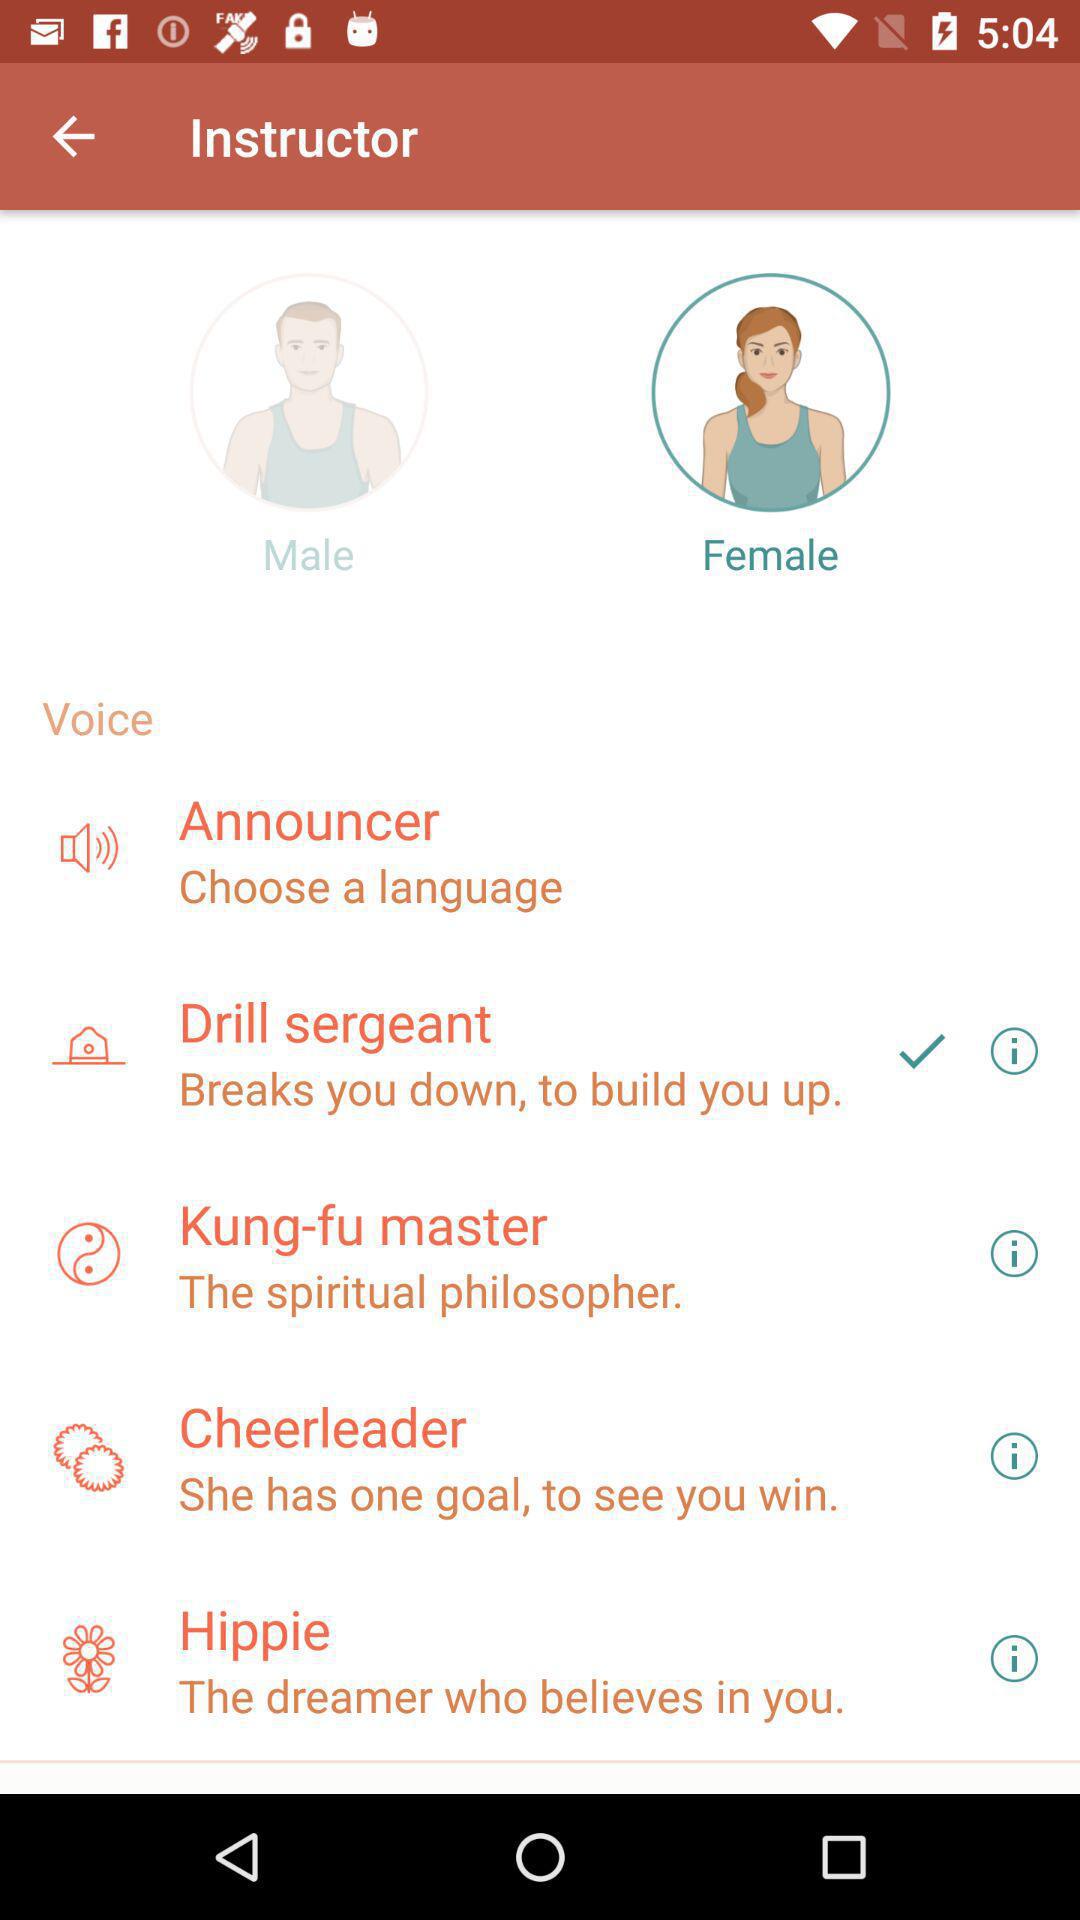 FAKE
5:04
Instructor
Male
Female
Voice
Announcer
Choose a language
Drill sergeant
Breaks you down, to build you up.
Kung-fu master
The spiritual philosopher.
Cheerleader
She has one goal, to see you win.
Hippie
The dreamer who believes in you.